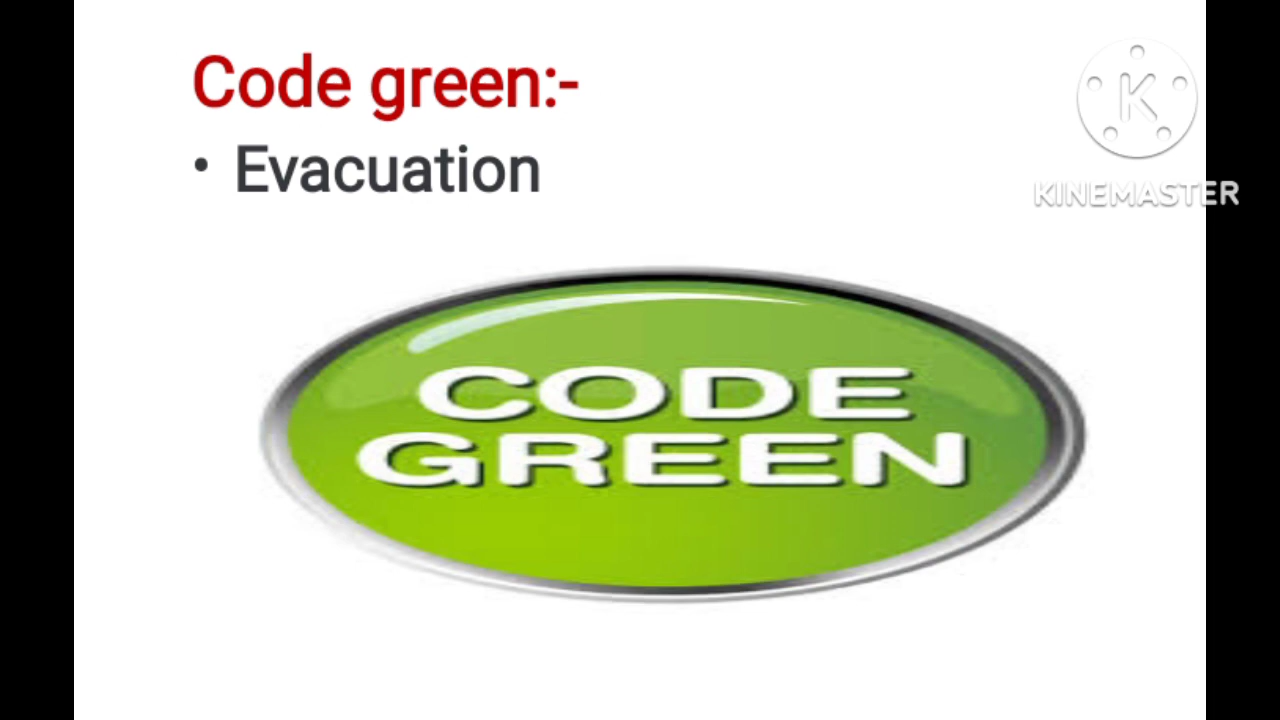 Code green:-
• Evacuation
K
KINEMASTER
CODE
GREEN